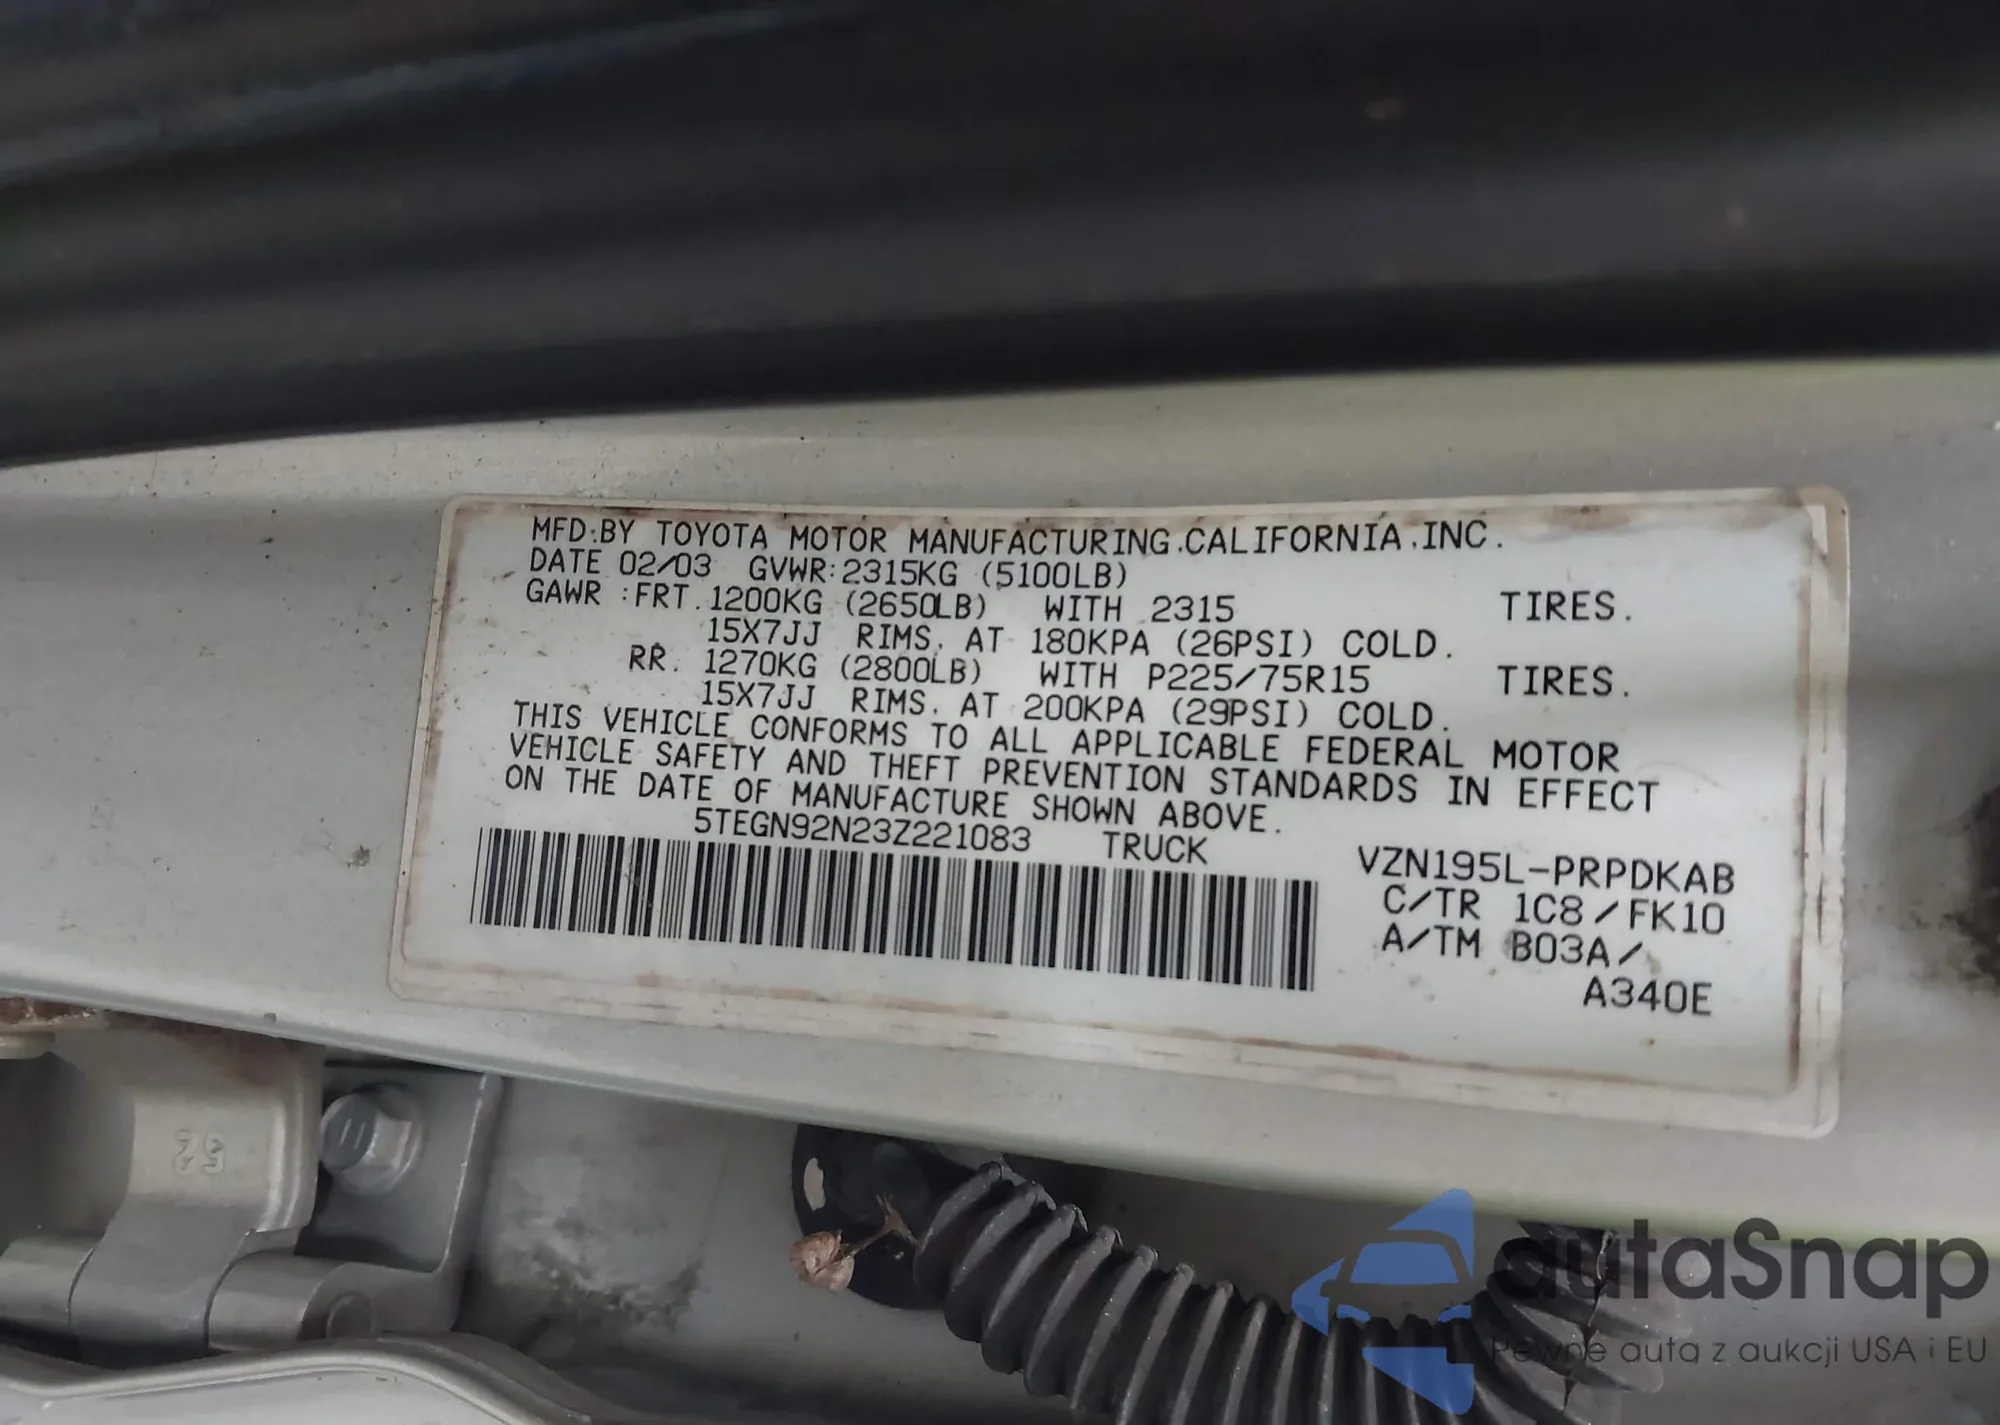 MFD.BY TOYOTA MOTOR MANUFACTURING.CALIFORNIA.INC.
DATE 02/03 GVWR:2315KG (5100LB)
GAWR :FRT. 1200KG (2650LB) WITH 2315 TIRES.
15X7JJ RIMS. AT 180KPA (26PSI) COLD.
RR. 1270KG (2800LB) WITH P225/75R15 TIRES.
15X7JJ RIMS. AT 200KPA (29PSI) COLD.
THIS VEHICLE CONFORMS TO ALL APPLICABLE FEDERAL MOTOR
VEHICLE SAFETY AND THEFT PREVENTION STANDARDS IN EFFECT
ON THE DATE OF MANUFACTURE SHOWN ABOVE.
5TEGN92N23Z221083 TRUCK
VZN195L-PRPDKAB
C/TR 1C8/FK10
A/TM B03A/
A340E
52
autaSnap
Pewne auta z aukcji USA i EU